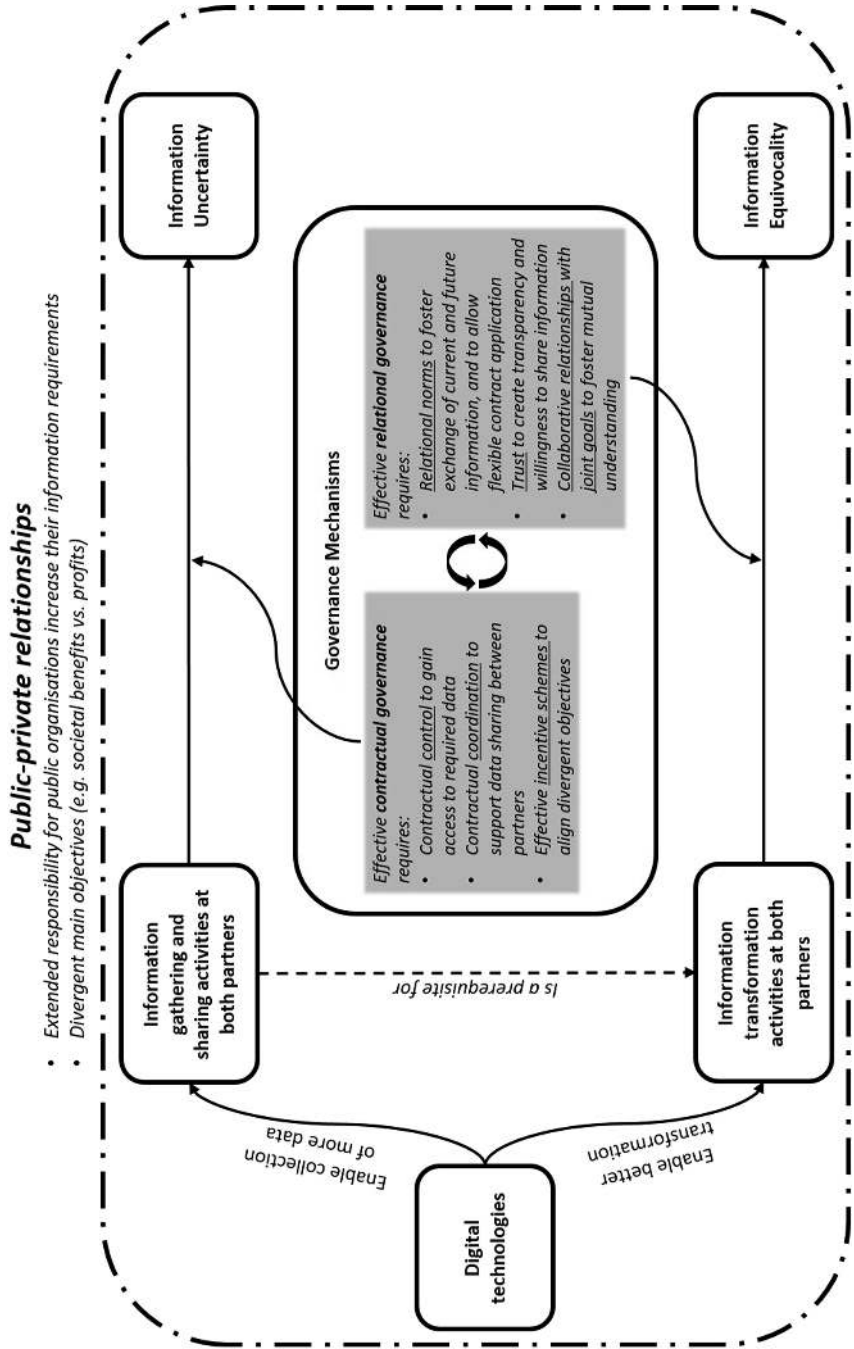 Public-private relationships
• Extended responsibility for public organisations increase their information requirements
• Divergent main objectives (e.g. societal benefits vs. profits)
Digital
technologies
Enable collection
of more data
Enable better
transformation
Information
gathering and
sharing activities at
both partners
Is a prerequisite for
Information
transformation
activities at both
partners
Governance Mechanisms
Effective contractual governance
requires:
• Contractual control to gain
access to required data
• Contractual coordination to
support data sharing between
partners
• Effective incentive schemes to
align divergent objectives
Effective relational governance
requires:
• Relational norms to foster
exchange of current and future
information, and to allow
flexible contract application
• Trust to create transparency and
willingness to share information
• Collaborative relationships with
joint goals to foster mutual
understanding
Information
Uncertainty
Information
Equivocality